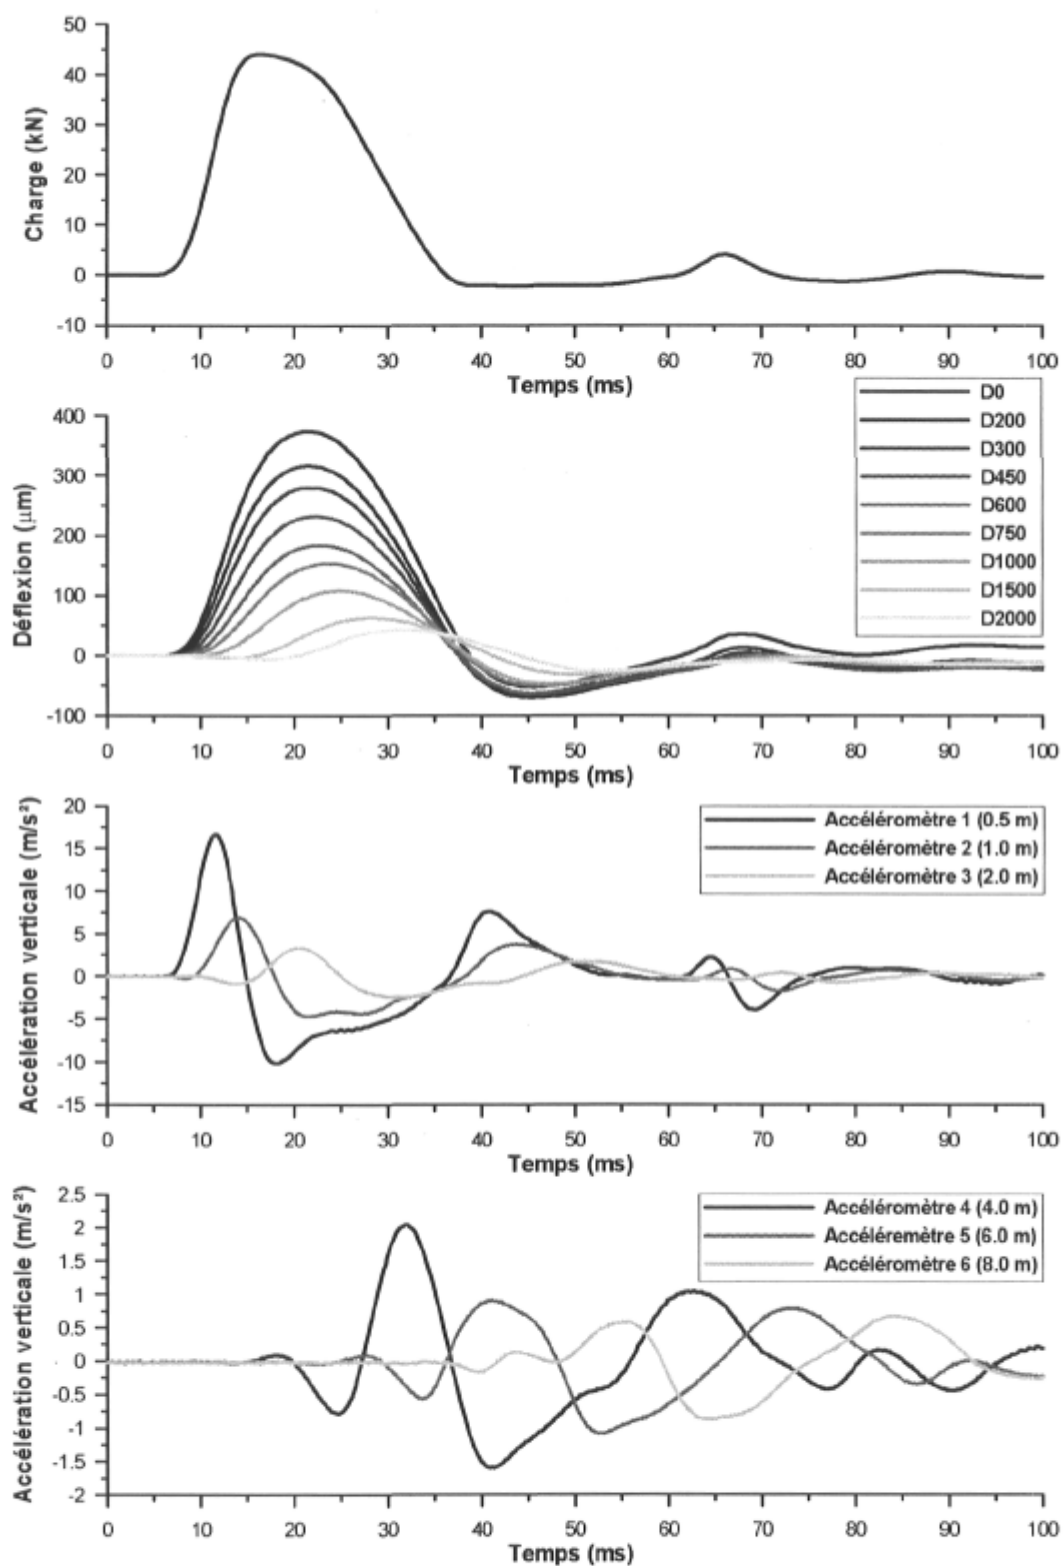 50
40
30
20
10
0
-10
Charge (kN)
0 10 20 30 40 50 60 70 80 90 100
Temps (ms)
D0
D200
D300
D450
D600
D750
D1000
D1500
D2000
400
300
200
100
0
-100
Déflexion (μm)
0 10 20 30 40 50 60 70 80 90 100
Temps (ms)
20
15
10
5
0
-5
-10
-15
Accélération verticale (m/s²)
Accéléromètre 1 (0.5 m)
Accéléromètre 2 (1.0 m)
Accéléromètre 3 (2.0 m)
0 10 20 30 40 50 60 70 80 90 100
Temps (ms)
2.5
2
1.5
1
0.5
0
-0.5
-1
-1.5
-2
Accélération verticale (m/s²)
Accéléromètre 4 (4.0 m)
Accéléremètre 5 (6.0 m)
Accéléromètre 6 (8.0 m)
0 10 20 30 40 50 60 70 80 90 100
Temps (ms)